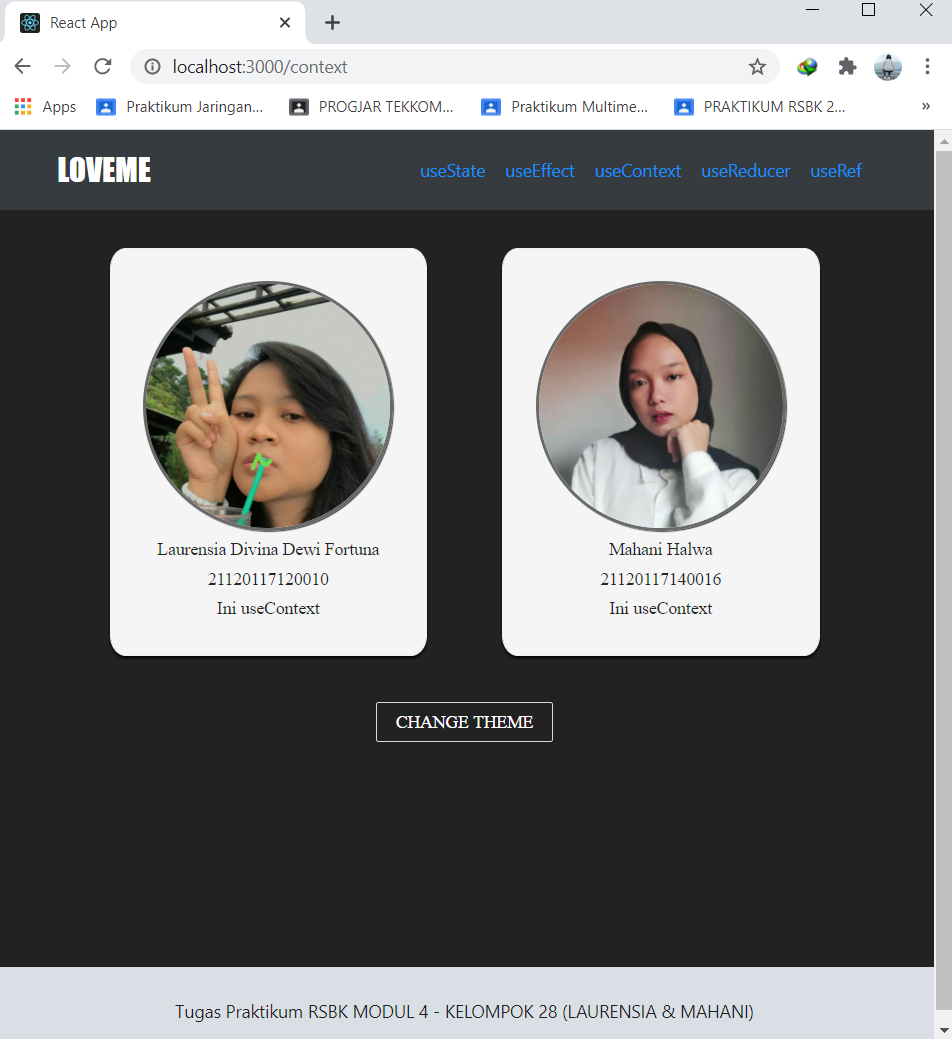 React App
localhost:3000/context
Apps Praktikum Jaringan... PROGJAR TEKKOM... Praktikum Multime... PRAKTIKUM RSBK 2... »
LOVEME useState useEffect useContext useReducer useRef
Laurensia Divina Dewi Fortuna
21120117120010
Ini useContext
Mahani Halwa
21120117140016
Ini useContext
CHANGE THEME
Tugas Praktikum RSBK MODUL 4 - KELOMPOK 28 (LAURENSIA & MAHANI)